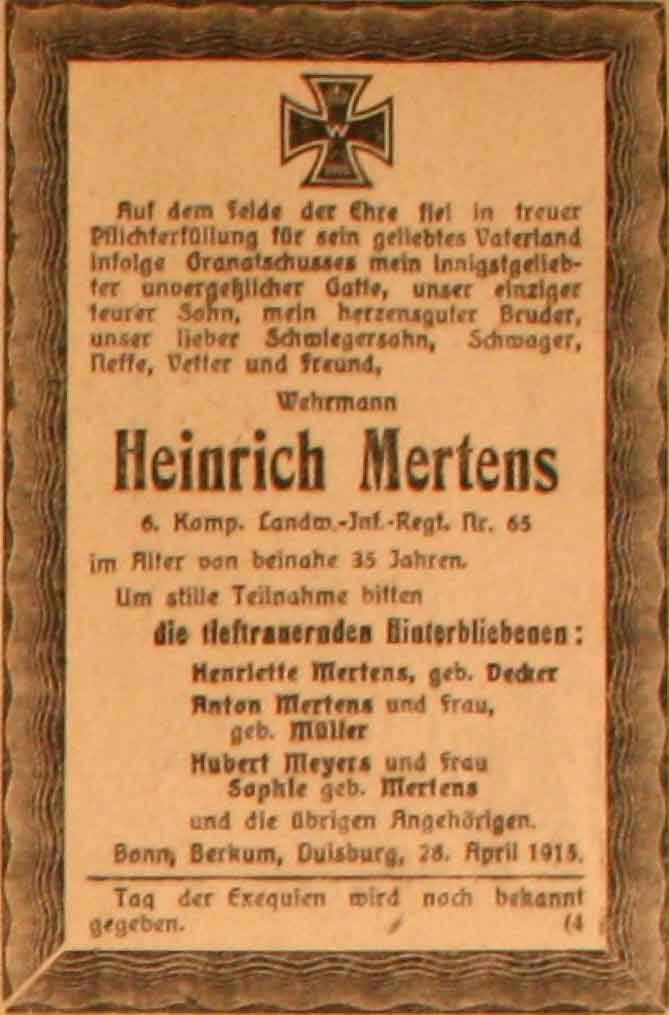 W
Auf dem Felde der Ehre fiel in treuer
Pflichterfüllung für sein geliebtes Vaterland
infolge Granatschusses mein innigstgelieb-
ter unvergeßlicher Gatte, unser einziger
teurer Sohn, mein herzensguter Bruder,
unser lieber Schwiegersohn, Schwager,
Neffe, Vetter und Freund,
Wehrmann
Heinrich Mertens
6. Komp. Landw.-Inf.-Regt. Nr. 65
im Alter von beinahe 35 Jahren.
Um stille Teilnahme bitten
die tieftrauernden Hinterbliebenen:
Henriette Mertens, geb. Decker
Anton Mertens und Frau,
geb. Müller
Hubert Meyers und Frau
Sophie geb. Mertens
und die übrigen Angehörigen.
Bonn, Berkum, Duisburg, 28. April 1915.
Tag der Exequien wird noch bekannt
gegeben. (4